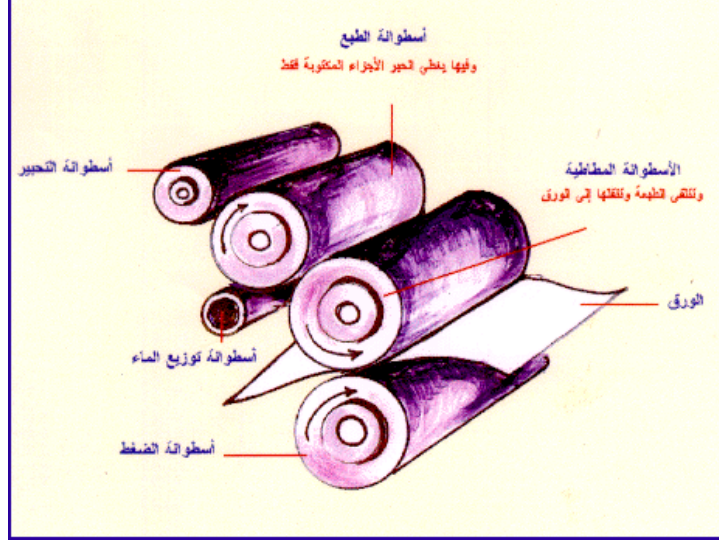 أسطوانة الطبع
وفيها يغطي الحبر الأجزاء المكتوبة فقط
أسطوانة التحبير
الأسطوانة المطاطية
وتتلقى الطبعة وتنقلها إلى الورق
الورق
أسطوانة توزيع الماء
أسطوانة الضغط